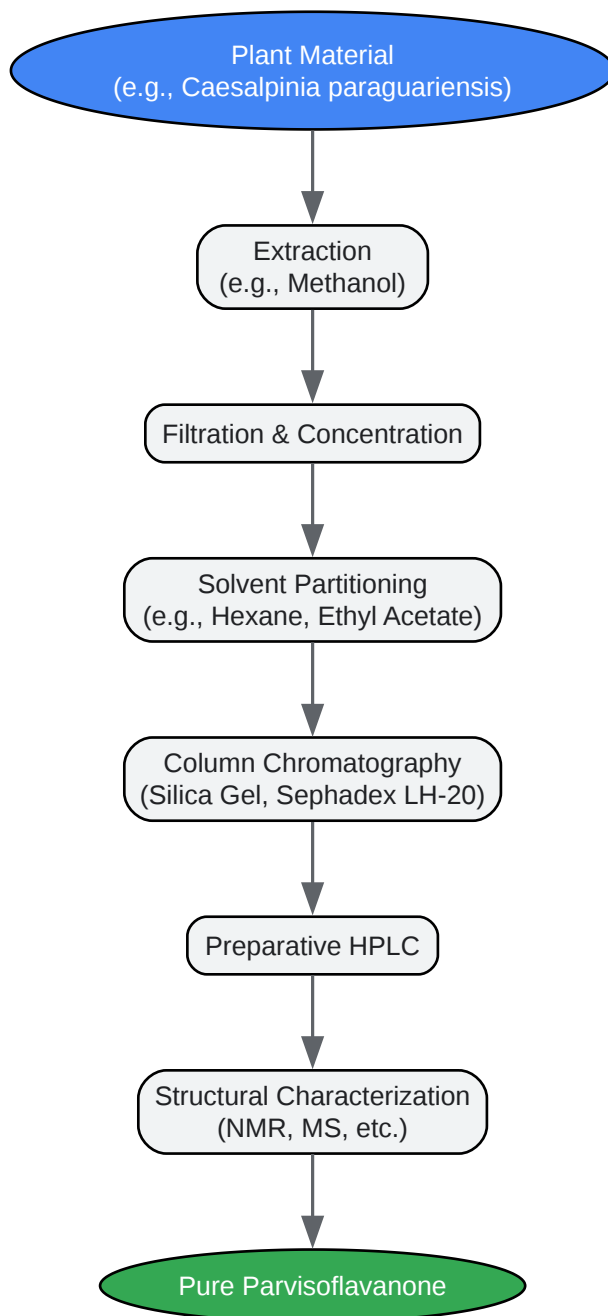 Plant Material
(e.g., Caesalpinia paraguariensis)
Extraction
(e.g., Methanol)
Filtration & Concentration
Solvent Partitioning
(e.g., Hexane, Ethyl Acetate)
Column Chromatography
(Silica Gel, Sephadex LH-20)
Preparative HPLC
Structural Characterization
(NMR, MS, etc.)
Pure Parvisoflavanone